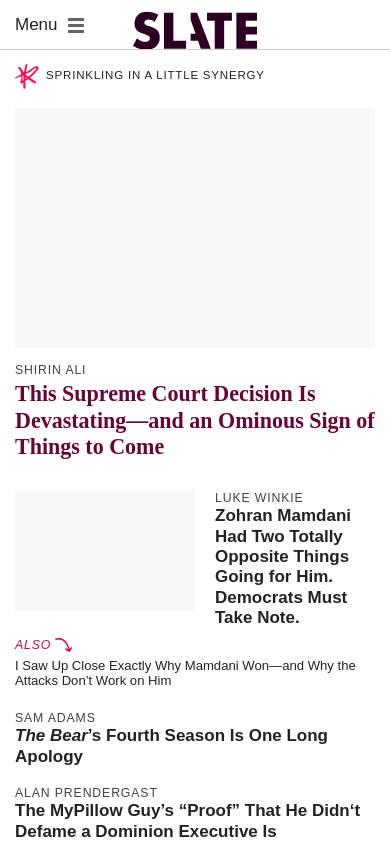 Menu
SLATE
SPRINKLING IN A LITTLE SYNERGY
SHIRIN ALI
This Supreme Court Decision Is
Devastating—and an Ominous Sign of
Things to Come
LUKE WINKIE
Zohran Mamdani
Had Two Totally
Opposite Things
Going for Him.
Democrats Must
Take Note.
ALSO
I Saw Up Close Exactly Why Mamdani Won—and Why the
Attacks Don't Work on Him
SAM ADAMS
The Bear’s Fourth Season Is One Long
Apology
ALAN PRENDERGAST
The MyPillow Guy’s “Proof” That He Didn‘t
Defame a Dominion Executive Is